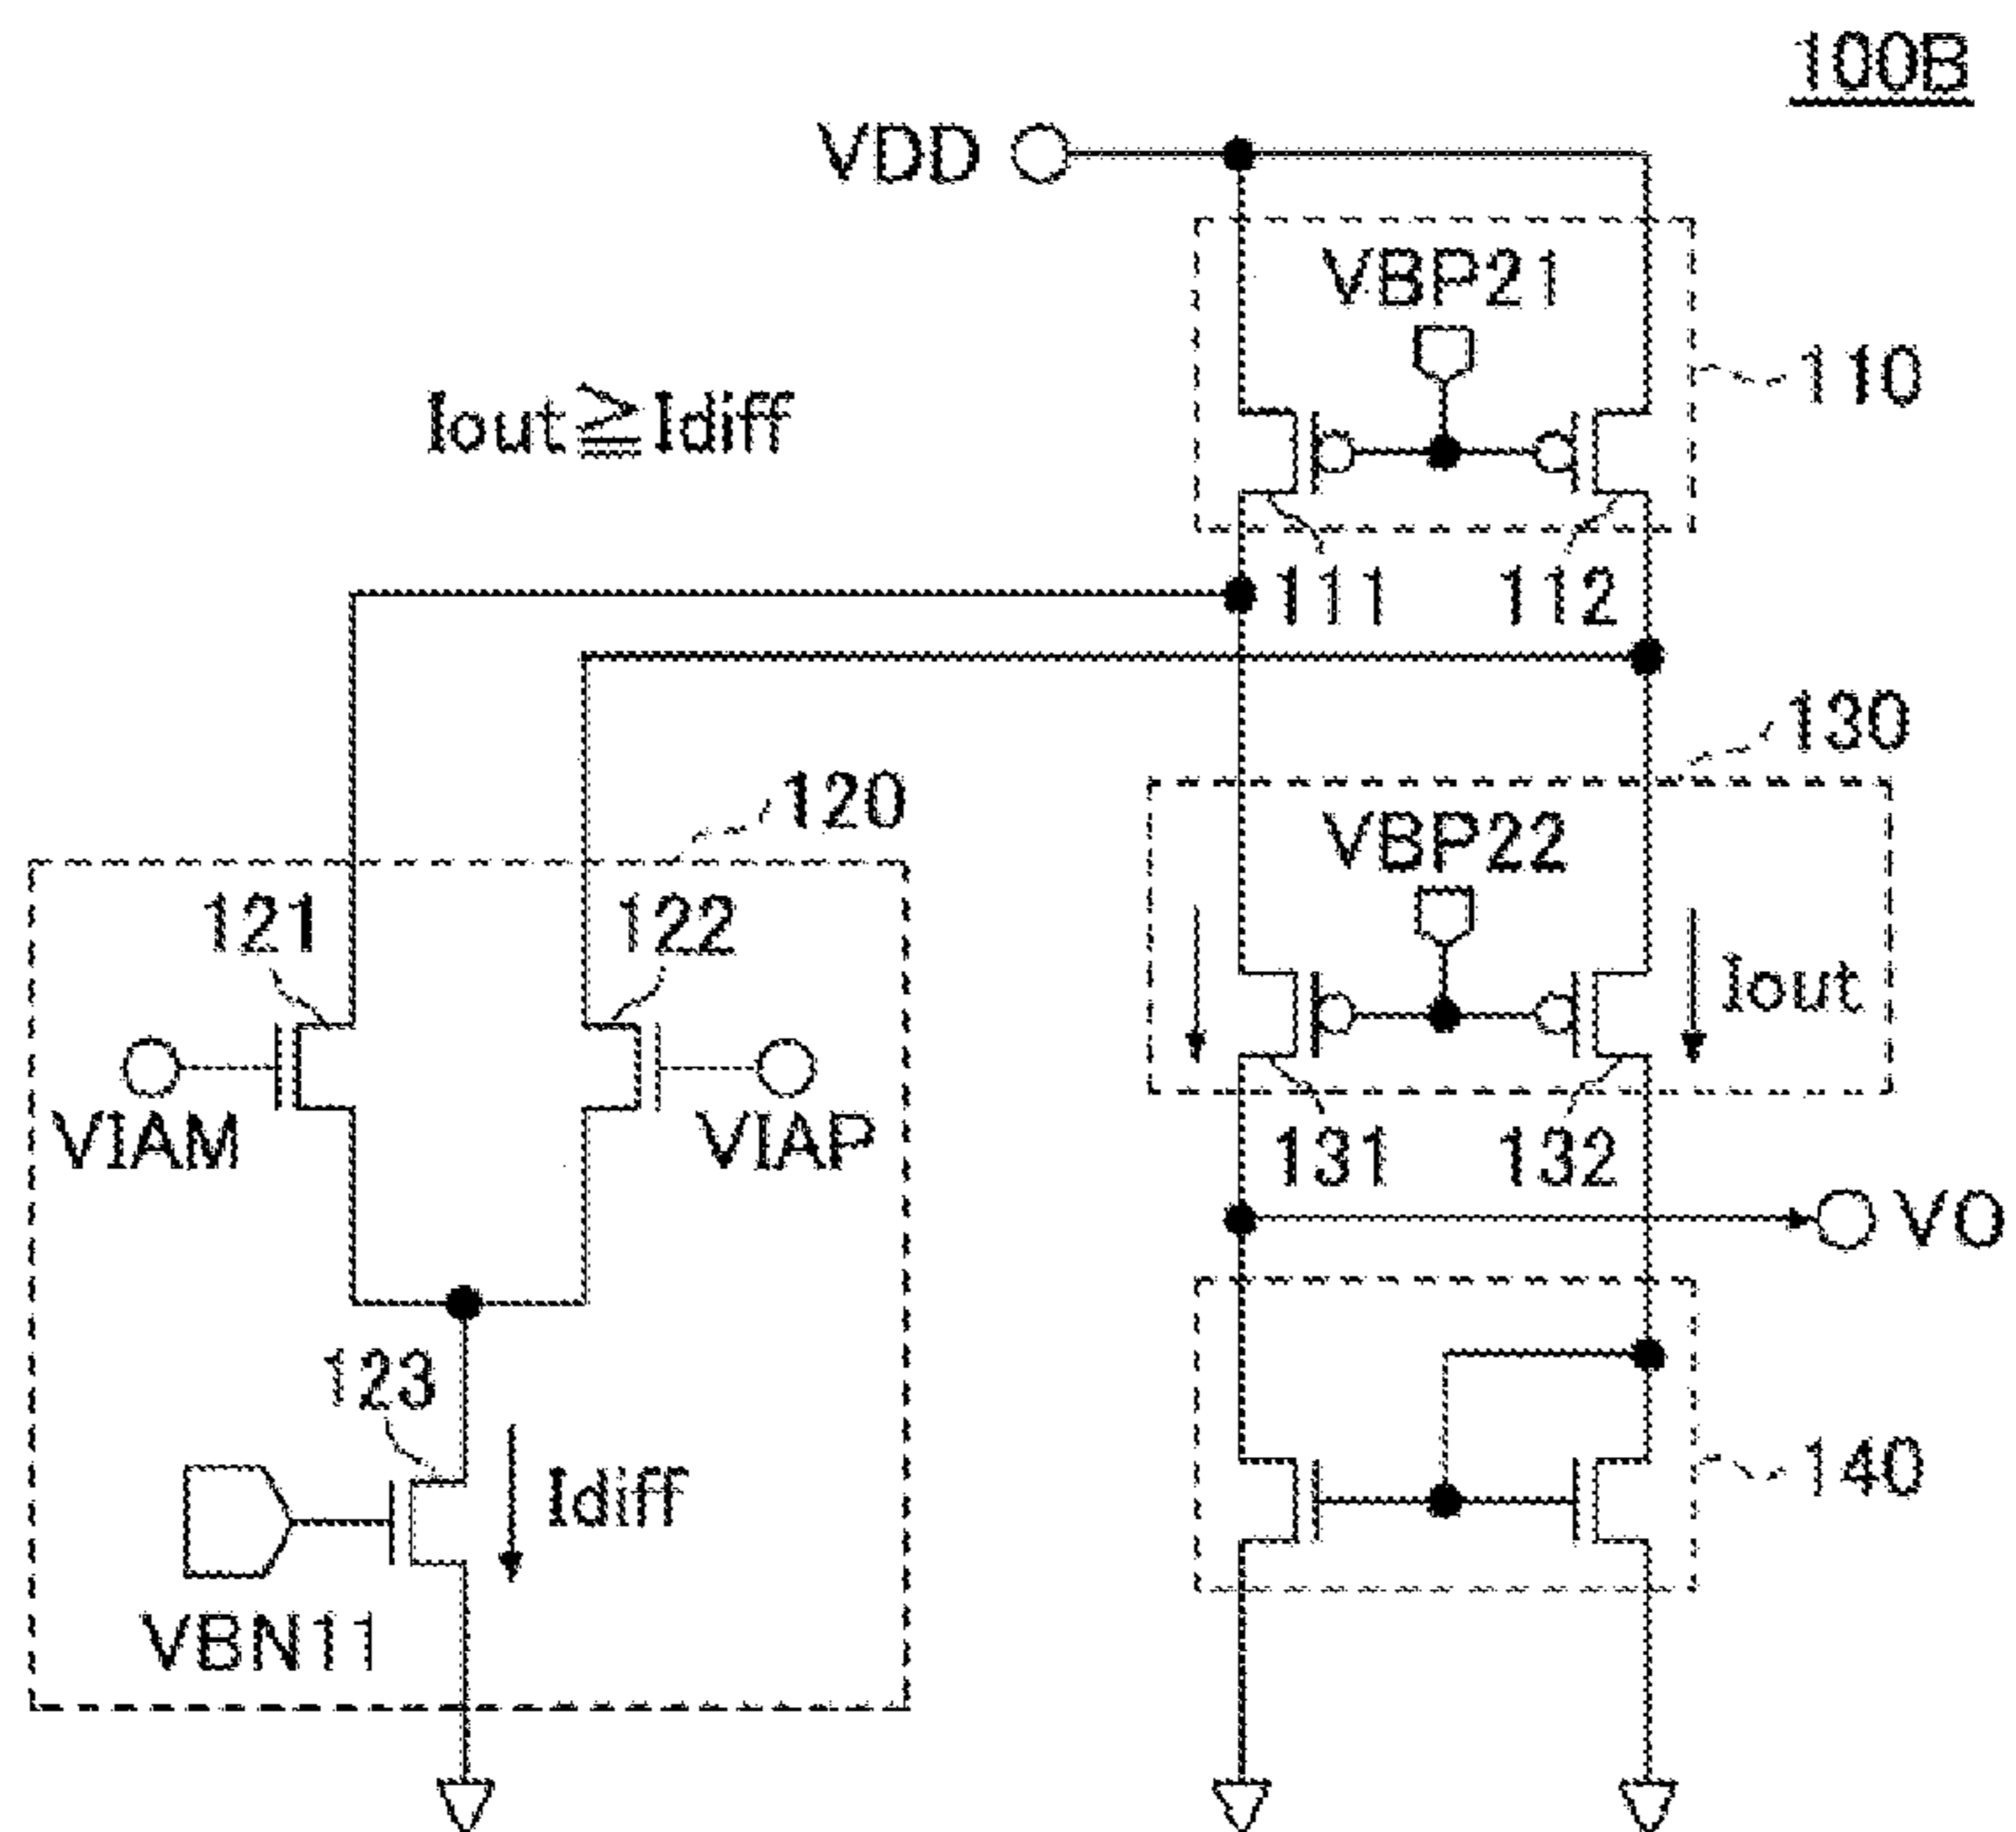 100B
VDD
VBP21
110
Iout≧Idiff
111
112
130
120
VBP22
121
122
Iout
VIAM
VIAP
131
132
VO
123
Idiff
140
VBN11